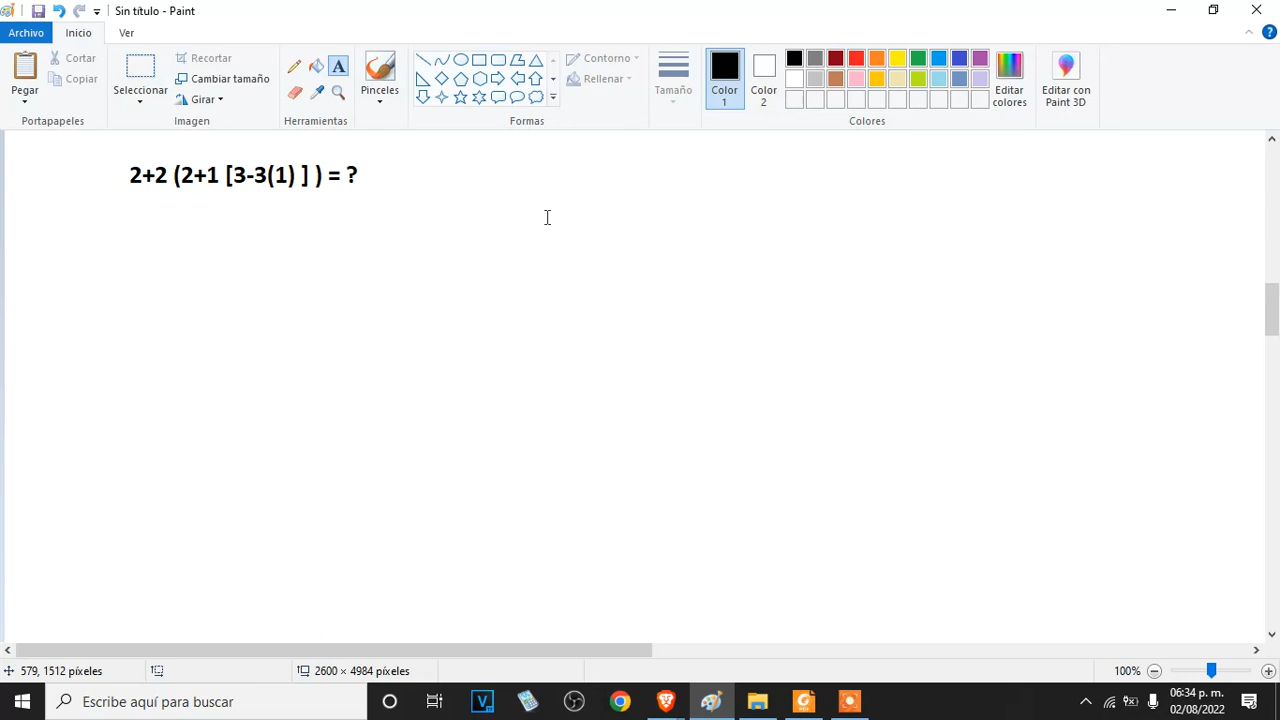 Sin título - Paint
Archivo Inicio Ver
Pegar
Cortar
Copiar
Portapapeles
Seleccionar
Recortar
Cambiar tamaño
Girar
Imagen
A
Herramientas
Pinceles
Contorno
Rellenar
Formas
Tamaño
Color
1
Color
2
Editar
colores
Colores
Editar con
Paint 3D
2+2 (2+1 [3-3(1) ] ) = ?
579, 1512 píxeles
2600 × 4984 píxeles
100%
Escribe aquí para buscar
06:34 p. m.
02/08/2022